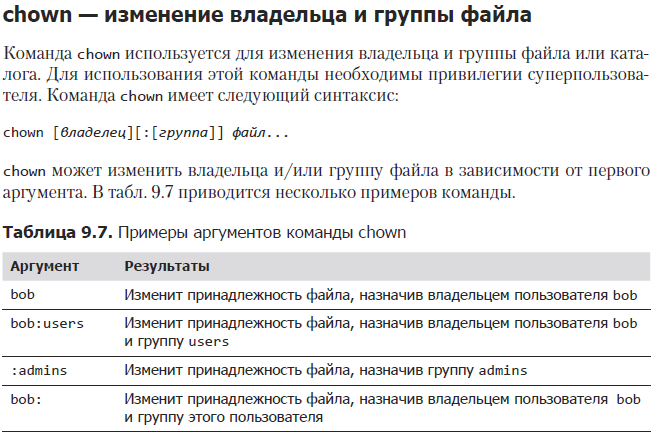 chown — изменение владельца и группы файла
Команда chown используется для изменения владельца и группы файла или ката-
лога. Для использования этой команды необходимы привилегии суперпользова-
теля. Команда chown имеет следующий синтаксис:
chown [владелец][:[группа]] файл...
chown может изменить владельца и/или группу файла в зависимости от первого
аргумента. В табл. 9.7 приводится несколько примеров команды.
Таблица 9.7. Примеры аргументов команды chown
Аргумент Результаты
bob Изменит принадлежность файла, назначив владельцем пользователя bob
bob:users Изменит принадлежность файла, назначив владельцем пользователя bob
и группу users
:admins Изменит принадлежность файла, назначив группу admins
bob: Изменит принадлежность файла, назначив владельцем пользователя bob
и группу этого пользователя